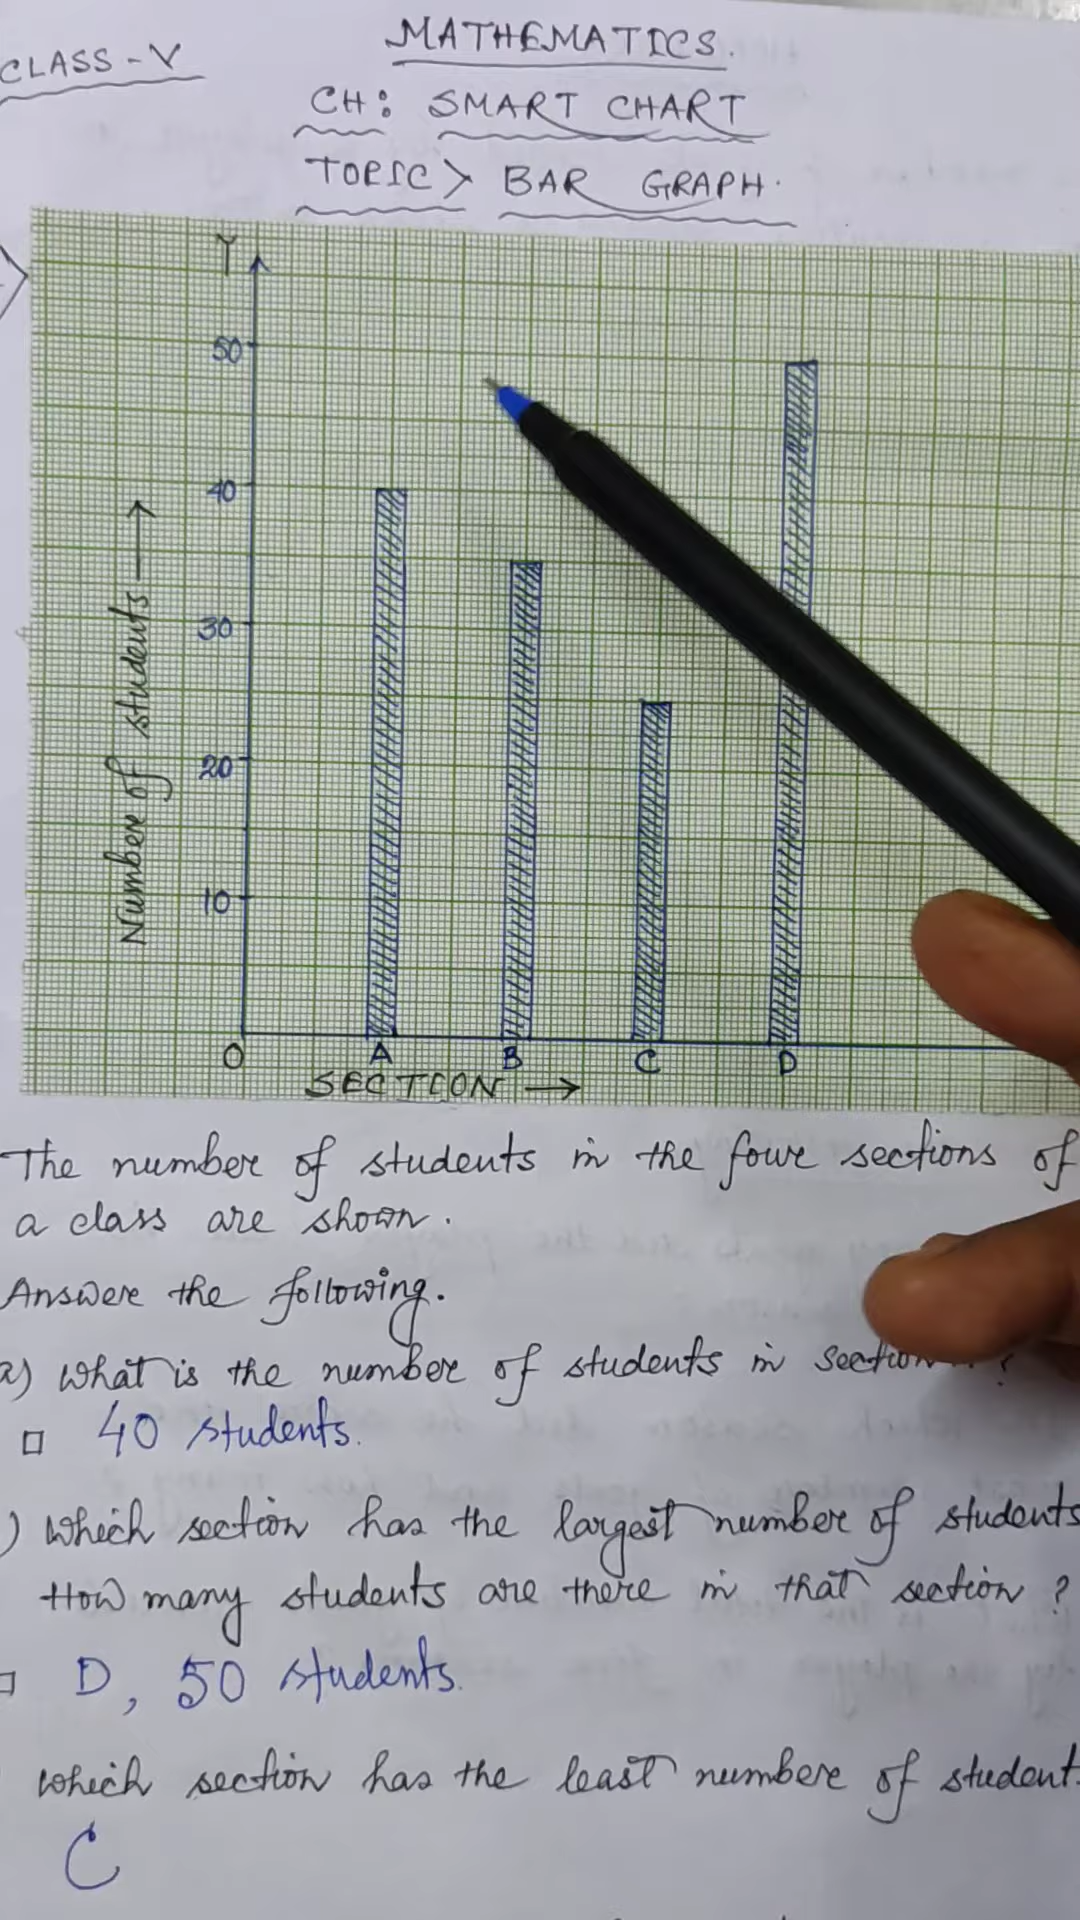 CLASS - V
MATHEMATICS.
CH: SMART CHART
TOPIC > BAR GRAPH.
Y
50
40
30
20
10
O
Number of students
A B C D
SECTION
The number of students in the four sections of
a class are shown.
Answer the following.
a) What is the number of students in section ?
40 students.
) which section has the largest number of students
How many students are there in that section ?
D, 50 students.
which section has the least number of student
C